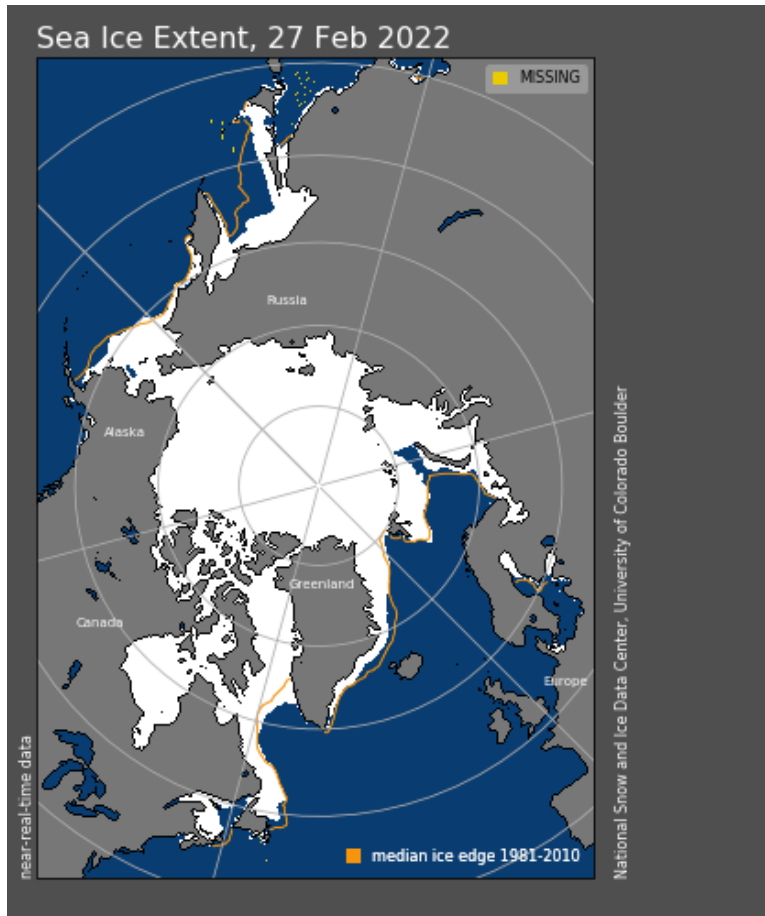 Sea Ice Extent, 27 Feb 2022
MISSING
Russia
Alaska
Greenland
Canada
Europe
near-real-time data
National Snow and Ice Data Center, University of Colorado Boulder
median ice edge 1981-2010